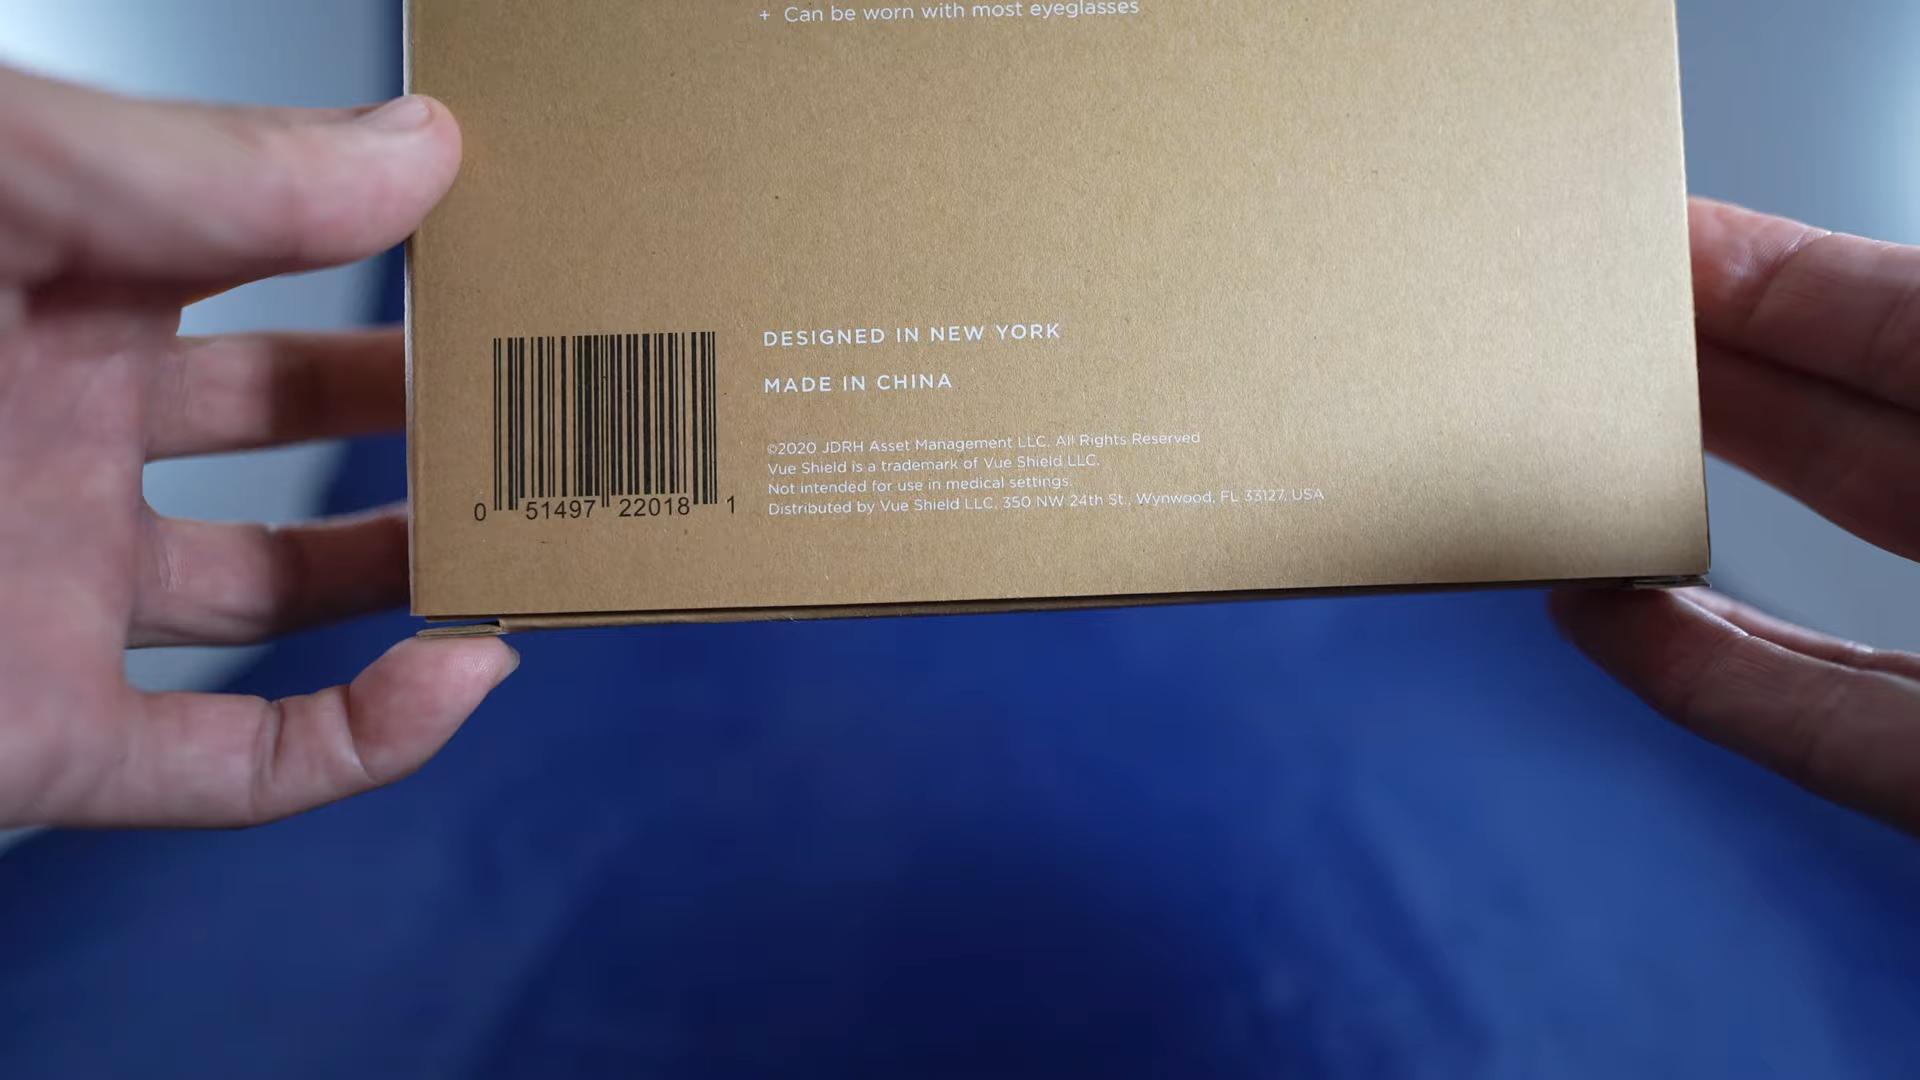 + Can be worn with most eyeglasses
DESIGNED IN NEW YORK
MADE IN CHINA
©2020 JDRH Asset Management LLC. All Rights Reserved
Vue Shield is a trademark of Vue Shield LLC.
Not intended for use in medical settings.
Distributed by Vue Shield LLC. 350 NW 24th St., Wynwood, FL 33127, USA
0 51497 22018 1